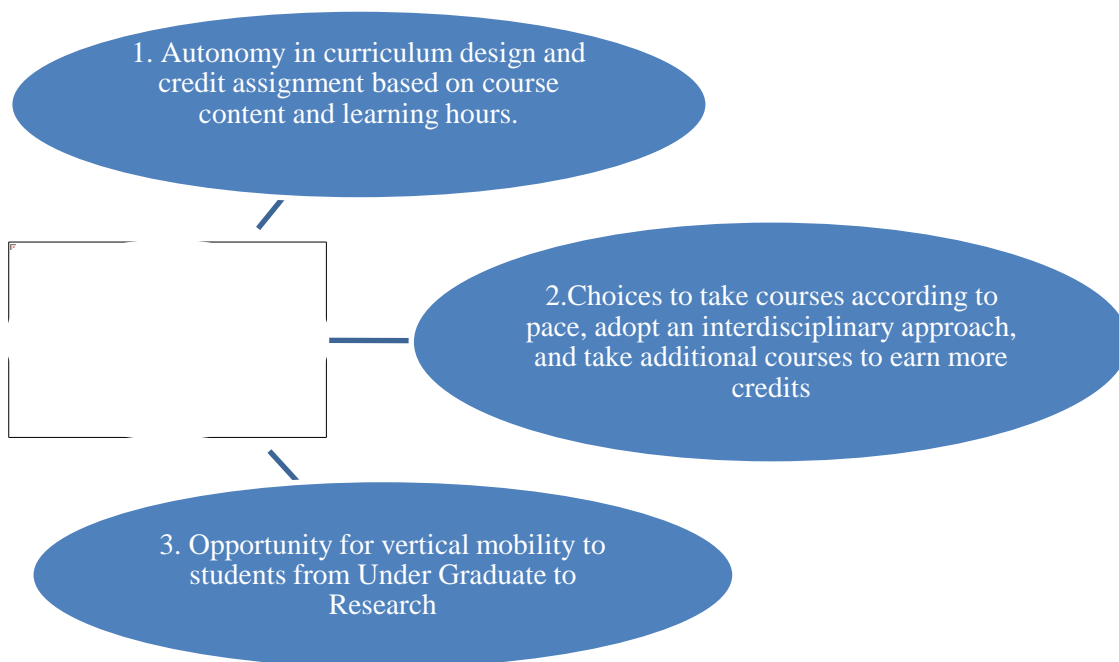 1. Autonomy in curriculum design and
credit assignment based on course
content and learning hours.
2.Choices to take courses according to
pace, adopt an interdisciplinary approach,
and take additional courses to earn more
credits
3. Opportunity for vertical mobility to
students from Under Graduate to
Research